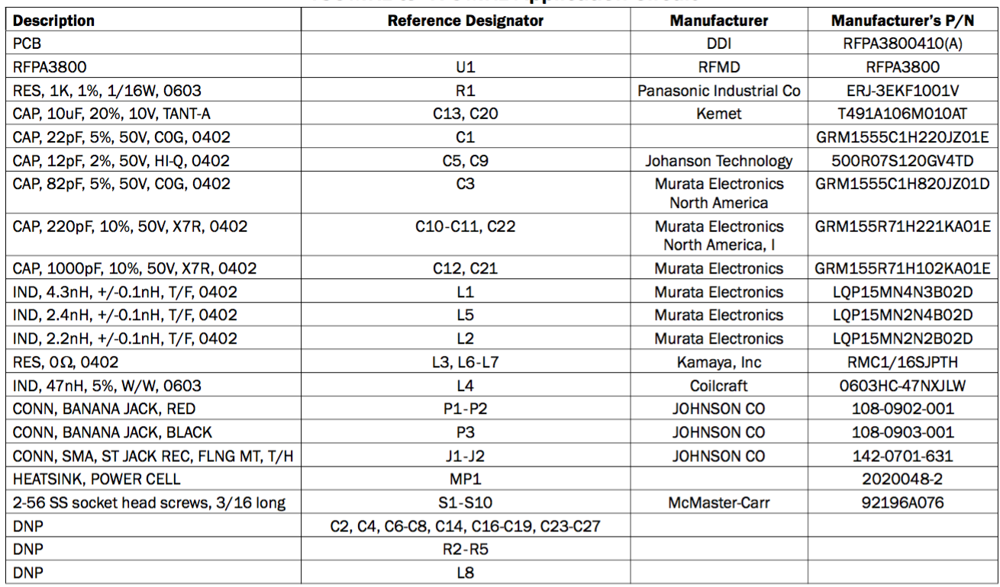 Description Reference Designator Manufacturer Manufacturer's P/N
PCB DDI RFPA3800410(A)
RFPA3800 U1 RFMD RFPA3800
RES, 1K, 1%, 1/16W, 0603 R1 Panasonic Industrial Co ERJ-3EKF1001V
CAP, 10uF, 20%, 10V, TANT-A C13, C20 Kemet T491A106M010AT
CAP, 22pF, 5%, 50V, C0G, 0402 C1 GRM1555C1H220JZ01E
CAP, 12pF, 2%, 50V, HI-Q, 0402 C5, C9 Johanson Technology 500R07S120GV4TD
CAP, 82pF, 5%, 50V, C0G, 0402 C3 Murata Electronics GRM1555C1H820JZ01D
North America
CAP, 220pF, 10%, 50V, X7R, 0402 C10-C11, C22 Murata Electronics GRM155R71H221KA01E
North America, I
CAP, 1000pF, 10%, 50V, X7R, 0402 C12, C21 Murata Electronics GRM155R71H102KA01E
IND, 4.3nH, +/-0.1nH, T/F, 0402 L1 Murata Electronics LQP15MN4N3B02D
IND, 2.4nH, +/-0.1nH, T/F, 0402 L5 Murata Electronics LQP15MN2N4B02D
IND, 2.2nH, +/-0.1nH, T/F, 0402 L2 Murata Electronics LQP15MN2N2B02D
RES, 0Ω, 0402 L3, L6-L7 Kamaya, Inc RMC1/16SJPTH
IND, 47nH, 5%, W/W, 0603 L4 Coilcraft 0603HC-47NXJLW
CONN, BANANA JACK, RED P1-P2 JOHNSON CO 108-0902-001
CONN, BANANA JACK, BLACK P3 JOHNSON CO 108-0903-001
CONN, SMA, ST JACK REC, FLNG MT, T/H J1-J2 JOHNSON CO 142-0701-631
HEATSINK, POWER CELL MP1 2020048-2
2-56 SS socket head screws, 3/16 long S1-S10 McMaster-Carr 92196A076
DNP C2, C4, C6-C8, C14, C16-C19, C23-C27
DNP R2-R5
DNP L8